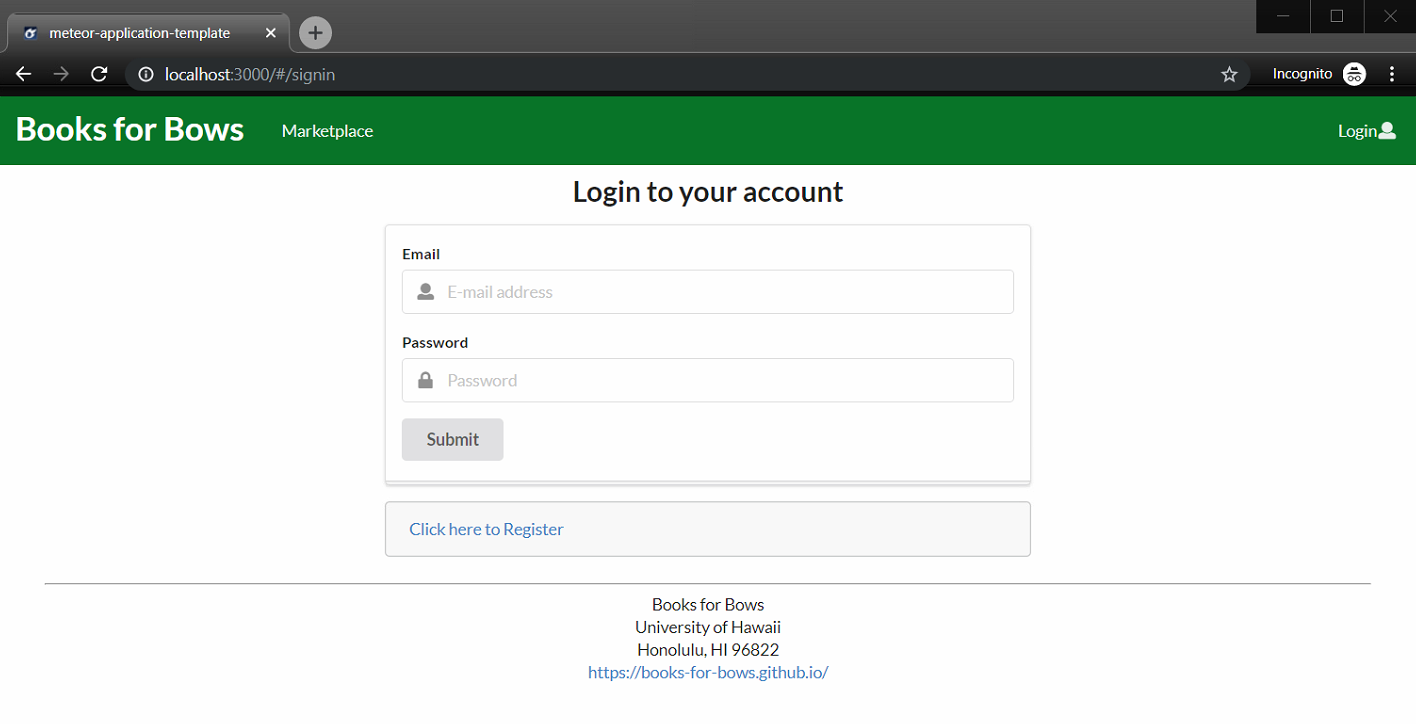 meteor-application-template
localhost:3000/#/signin
Incognito
Books for Bows
Marketplace
Login
Login to your account
Email
E-mail address
Password
Password
Submit
Click here to Register
Books for Bows
University of Hawaii
Honolulu, HI 96822
https://books-for-bows.github.io/